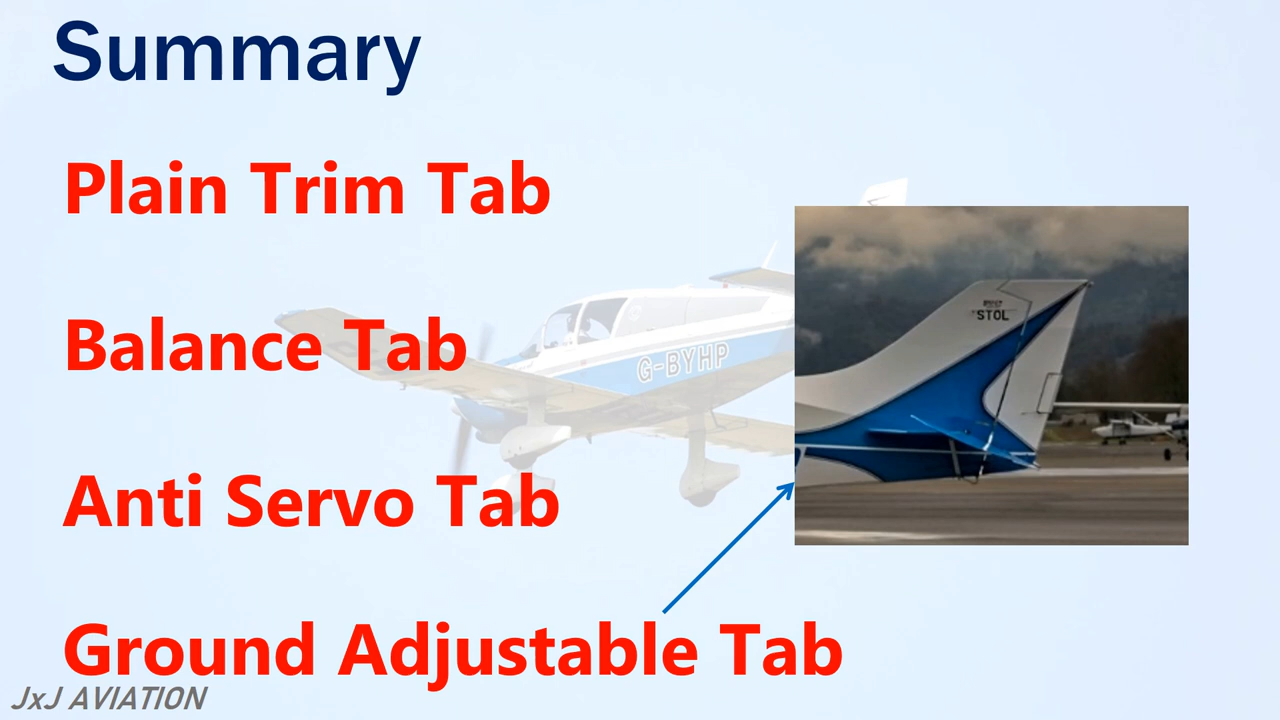 Summary
Plain Trim Tab
G-BYHP
STOL
Balance Tab
Anti Servo Tab
Ground Adjustable Tab
JxJ AVIATION